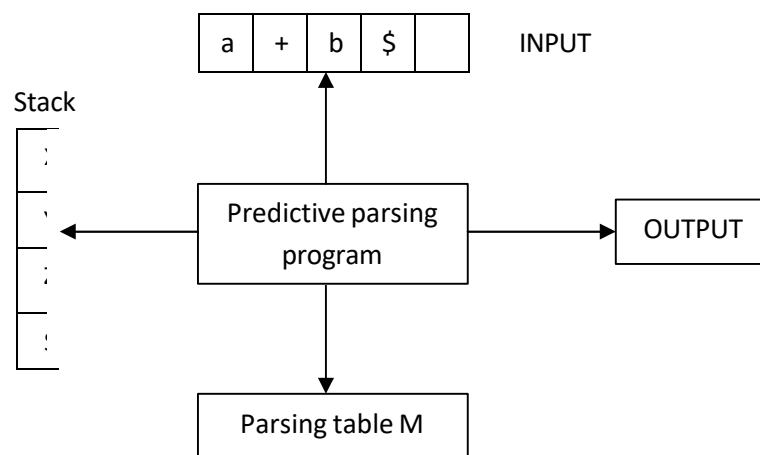 a + b $ INPUT
Stack
Predictive parsing
program
OUTPUT
Parsing table M